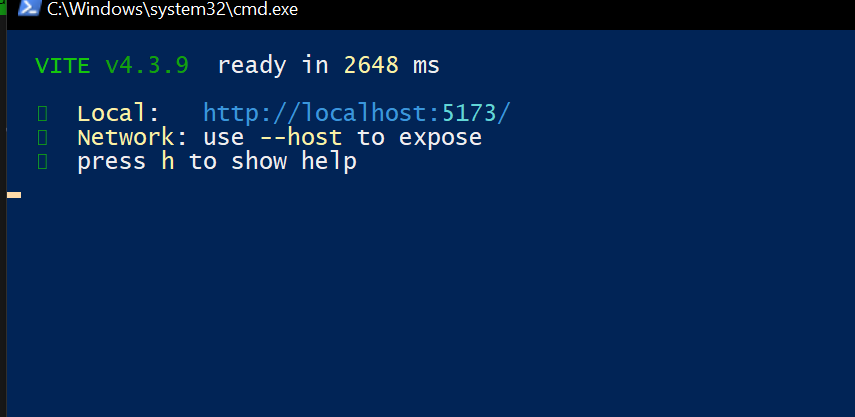 C:\Windows\system32\cmd.exe
VITE v4.3.9  ready in 2648 ms
Local:   http://localhost:5173/
Network: use --host to expose
press h to show help